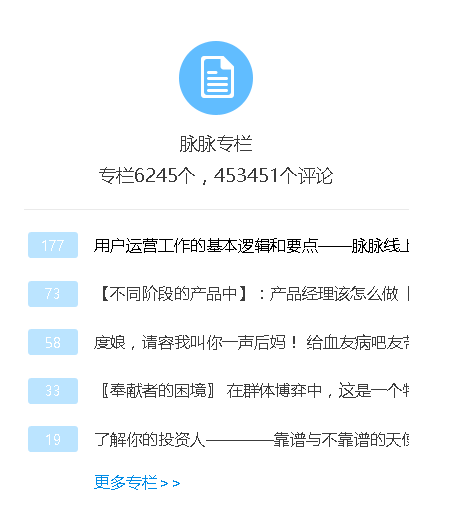 脉脉专栏
专栏6245个，453451个评论
177 用户运营工作的基本逻辑和要点——脉脉线上
73 【不同阶段的产品中】：产品经理该怎么做
58 度娘，请容我叫你一声后妈！ 给血友病吧友
33 〖奉献者的困境〗 在群体博弈中，这是一个
19 了解你的投资人————靠谱与不靠谱的天使
更多专栏>>